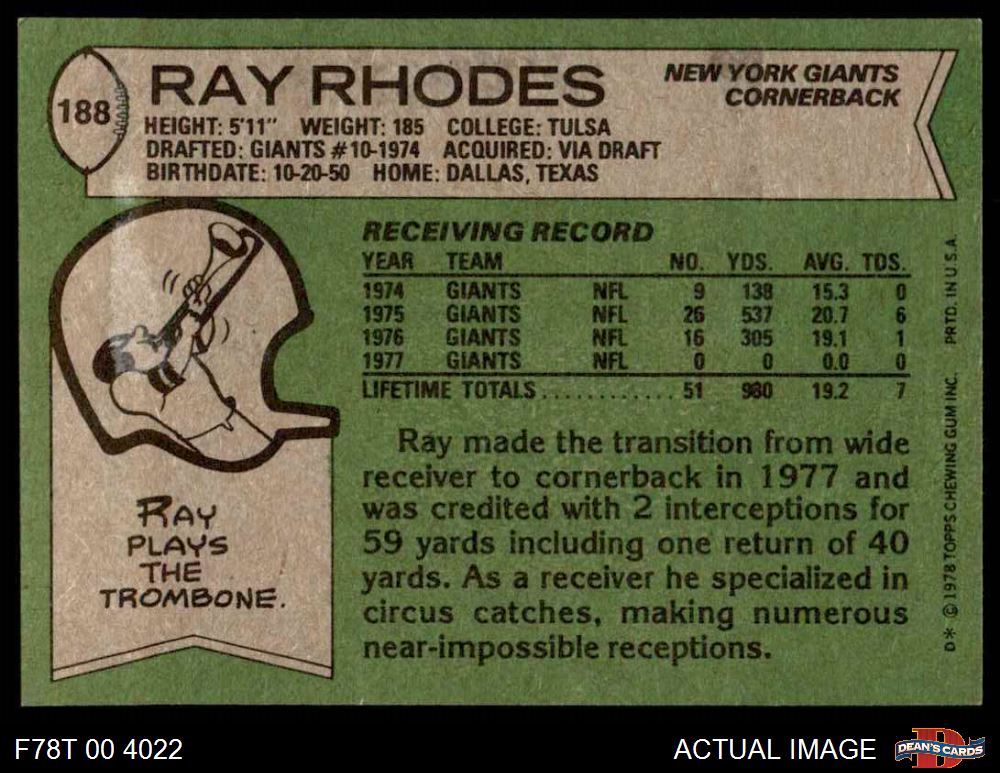 188
RAY RHODES
NEW YORK GIANTS
CORNERBACK
HEIGHT: 5'11" WEIGHT: 185 COLLEGE: TULSA
DRAFTED: GIANTS #10-1974 ACQUIRED: VIA DRAFT
BIRTHDATE: 10-20-50 HOME: DALLAS, TEXAS
RECEIVING RECORD
YEAR TEAM NO. YDS. AVG. TDS.
1974 GIANTS NFL 9 138 15.3 0
1975 GIANTS NFL 26 537 20.7 6
1976 GIANTS NFL 16 305 19.1 1
1977 GIANTS NFL 0 0 0.0 0
LIFETIME TOTALS............ 51 980 19.2 7
Ray made the transition from wide
receiver to cornerback in 1977 and
was credited with 2 interceptions for
59 yards including one return of 40
yards. As a receiver he specialized in
circus catches, making numerous
near-impossible receptions.
RAY
PLAYS
THE
TROMBONE.
D* © 1978 TOPPS CHEWING GUM INC. PRTD. IN U.S.A.
F78T 00 4022
ACTUAL IMAGE
D
DEAN'S CARDS